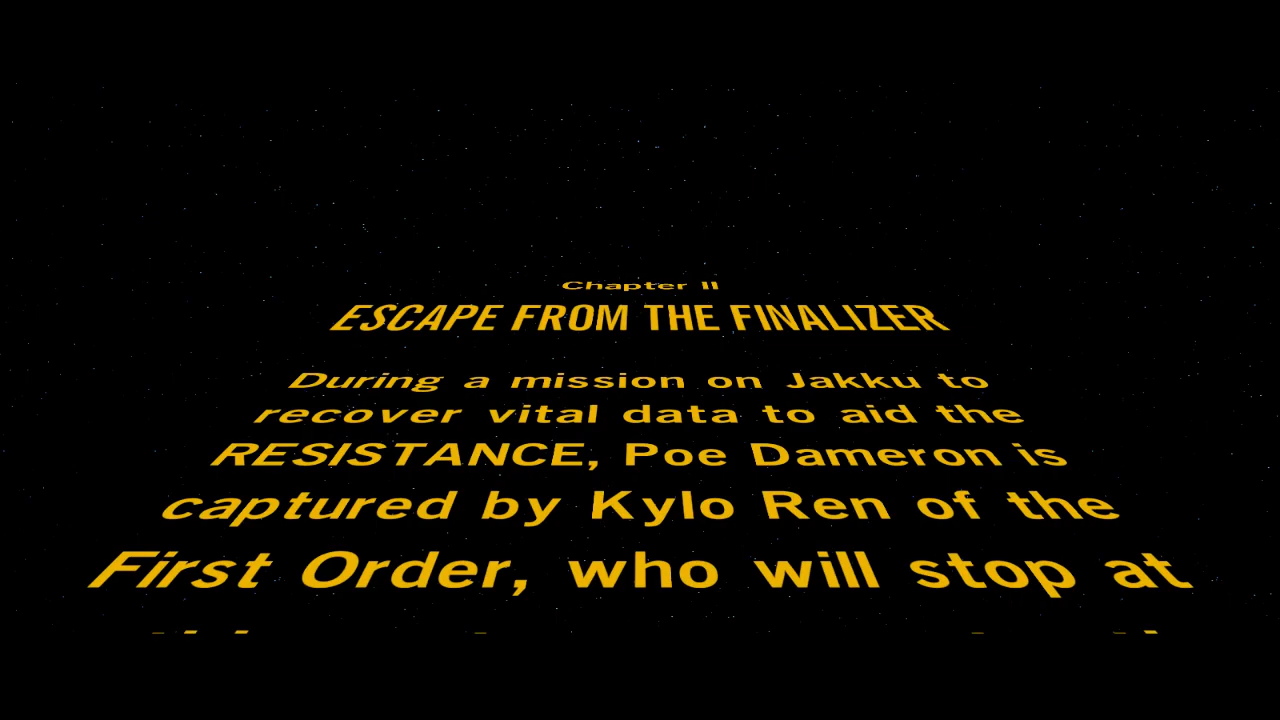 Chapter II
ESCAPE FROM THE FINALIZER
During a mission on Jakku to
recover vital data to aid the
RESISTANCE, Poe Dameron is
captured by Kylo Ren of the
First Order, who will stop at